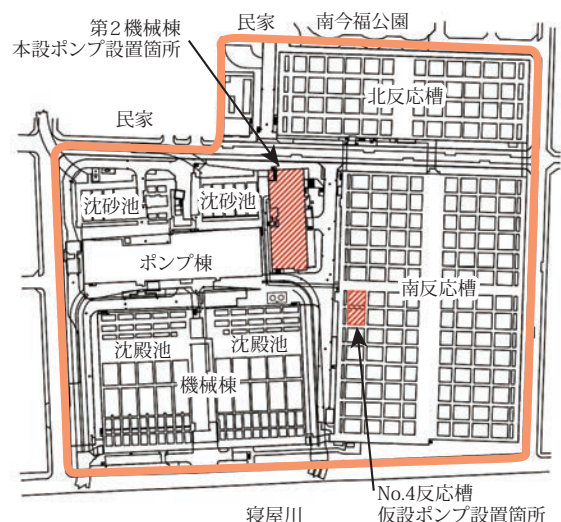 民家
南今福公園
第2機械棟
本設ポンプ設置箇所
北反応槽
民家
沈砂池
沈砂池
ポンプ棟
南反応槽
沈殿池
沈殿池
機械棟
No.4反応槽
仮設ポンプ設置箇所
寝屋川